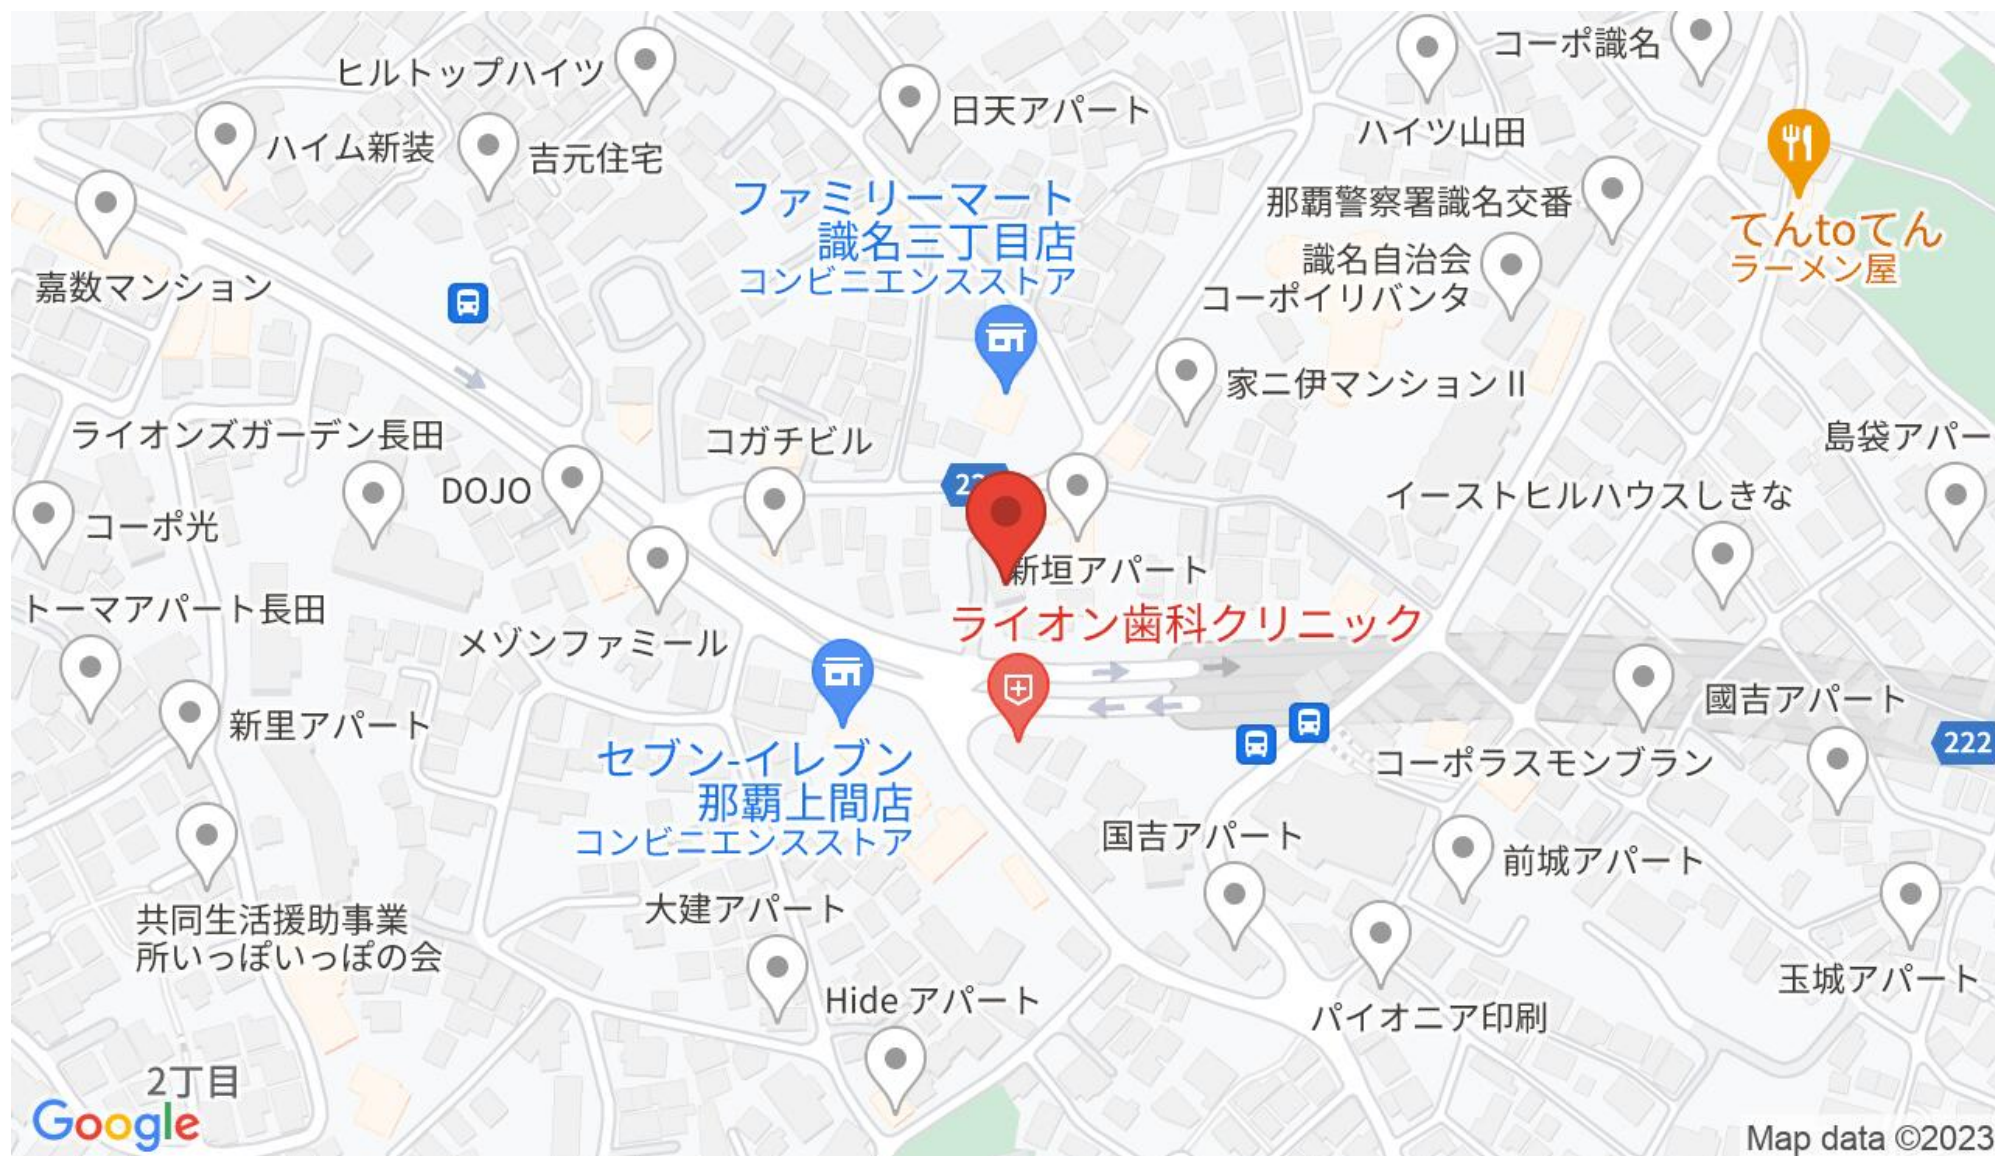 コーポ識名
ヒルトップハイツ
日天アパート
ハイツ山田
ハイム新装
吉元住宅
ファミリーマート
識名三丁目店
コンビニエンスストア
那覇警察署識名交番
てんtoてん
ラーメン屋
識名自治会
コーポイリバンタ
嘉数マンション
家ニ伊マンションⅡ
ライオンズガーデン長田
コガチビル
島袋アパー
DOJO
イーストヒルハウスしきな
コーポ光
新垣アパート
トーマアパート長田
ライオン歯科クリニック
メゾンファミール
國吉アパート
新里アパート
222
セブン-イレブン
那覇上間店
コンビニエンスストア
コーポラスモンブラン
国吉アパート
前城アパート
大建アパート
共同生活援助事業
所いっぽいっぽの会
玉城アパート
Hide アパート
パイオニア印刷
2丁目
Google
Map data ©2023